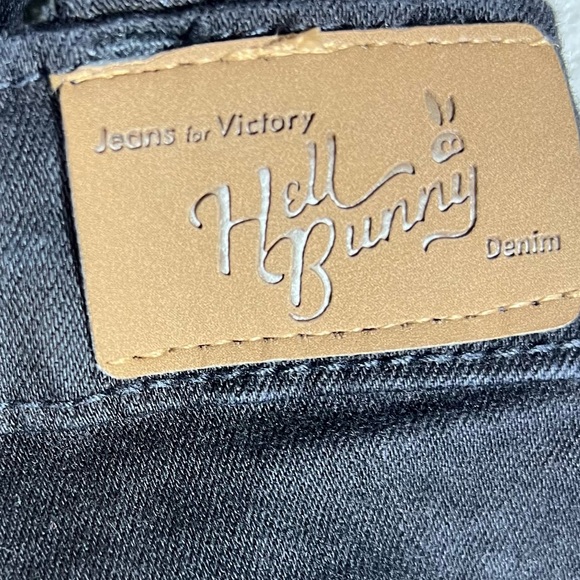 Jeans for Victory
Hell
Bunny
Denim